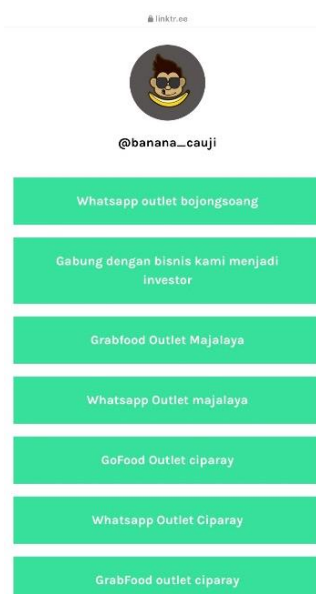 linktr.ee
@banana_cauji
Whatsapp outlet bojongsoang
Gabung dengan bisnis kami menjadi
investor
Grabfood Outlet Majalaya
Whatsapp Outlet majalaya
GoFood Outlet ciparay
Whatsapp Outlet Ciparay
GrabFood outlet ciparay